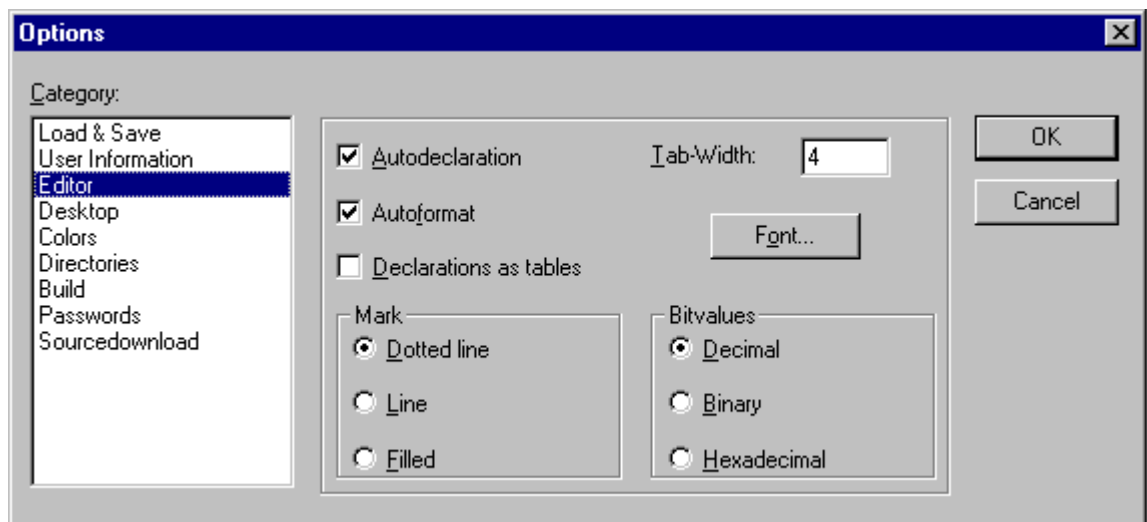 Options
Category:
Load & Save
User Information
Editor
Desktop
Colors
Directories
Build
Passwords
Sourcedownload
Autodeclaration
Autoformat
Declarations as tables
Tab-Width: 4
Font...
Mark
Dotted line
Line
Filled
Bitvalues
Decimal
Binary
Hexadecimal
OK
Cancel